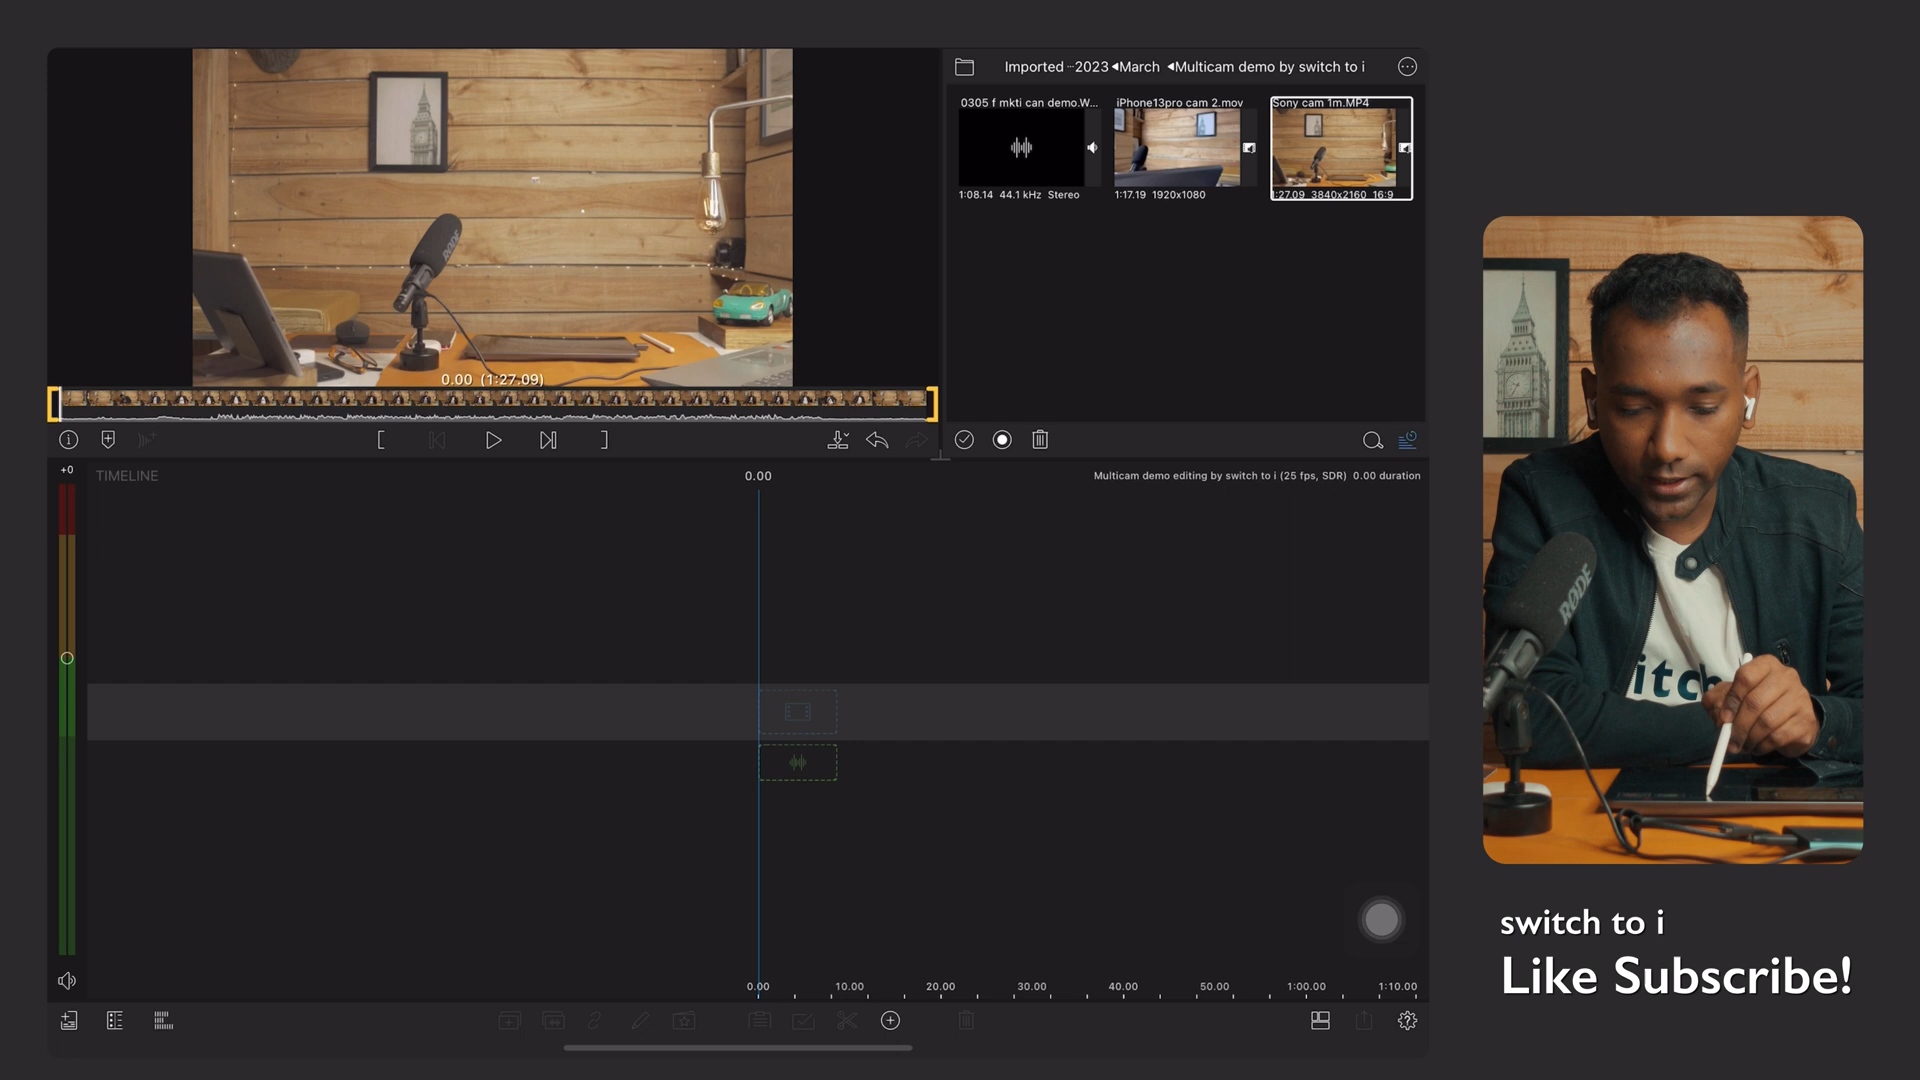 Imported ··2023 ◂March ◂Multicam demo by switch to i
0305 f mkti can demo.W...
iPhone13pro cam 2.mov
Sony cam 1m.MP4
1:08.14 44.1 kHz Stereo
1:17.19 1920x1080
1:27.09 3840x2160 16:9
RODE
0.00 (1:27.09)
+0
TIMELINE
0.00
Multicam demo editing by switch to i (25 fps, SDR) 0.00 duration
RODE
itch
0.00
10.00
20.00
30.00
40.00
50.00
1:00.00
1:10.00
switch to i
Like Subscribe!